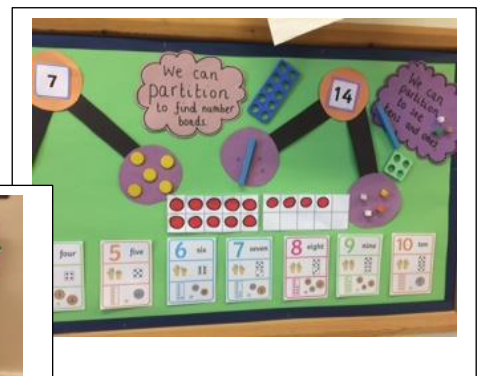 7
We can
partition
to find number
bonds.
14
We can
partition
to see
tens and ones
four
5 five
6 six
7 seven
8 eight
9 nine
10 ten